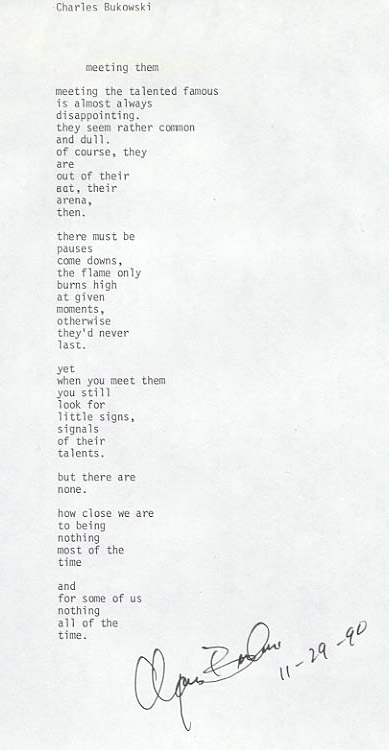 Charles Bukowski
meeting them
meeting the talented famous
is almost always
disappointing.
they seem rather common
and dull.
of course, they
are
out of their
eat, their
arena,
then.
there must be
pauses
come downs,
the flame only
burns high
at given
moments,
otherwise
they'd never
last.
yet
when you meet them
you still
look for
little signs,
signals
of their
talents.
but there are
none.
how close we are
to being
nothing
most of the
time
and
for some of us
nothing
all of the
time.
11-29-90